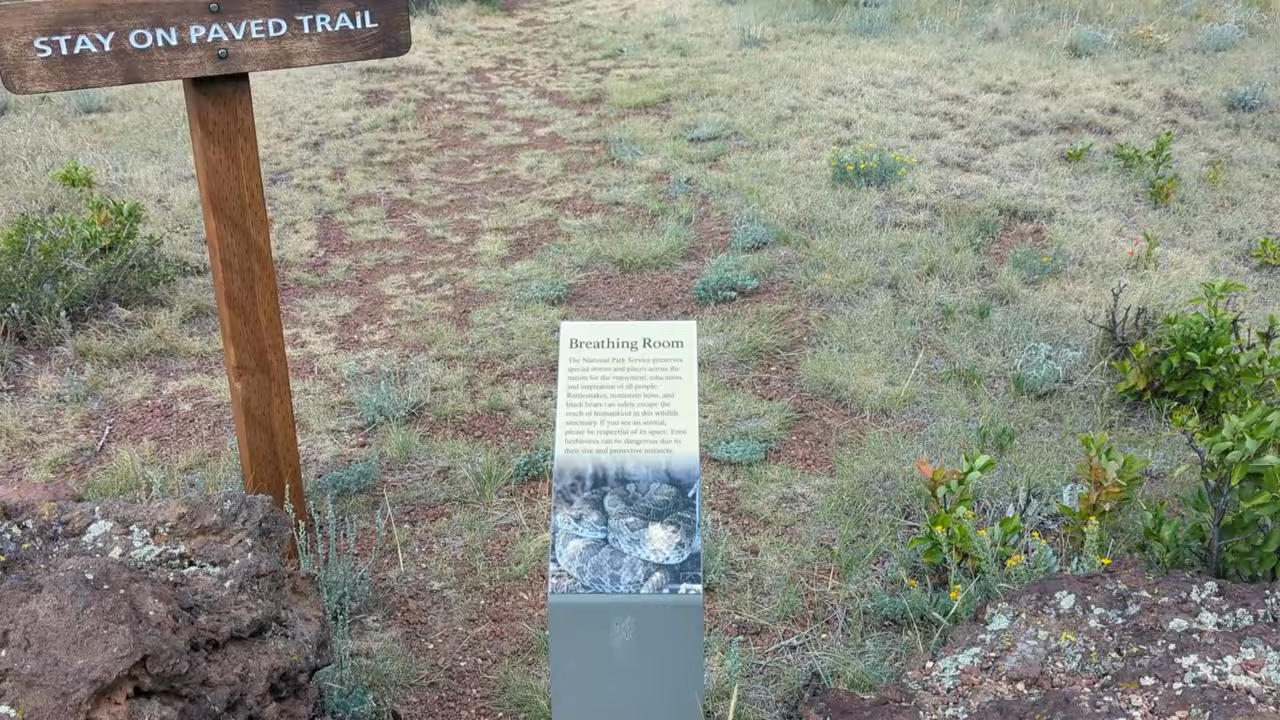 STAY ON PAVED TRAIL
Breathing Room
The National Park Service preserves
special stories and places across the
nation for the enjoyment, education,
and inspiration of all people.
Rattlesnakes, mountain lions, and
black bears can safely escape the
reach of humankind in this wildlife
sanctuary. If you see an animal,
please be respectful of its space. Even
herbivores can be dangerous due to
their size and protective instincts.